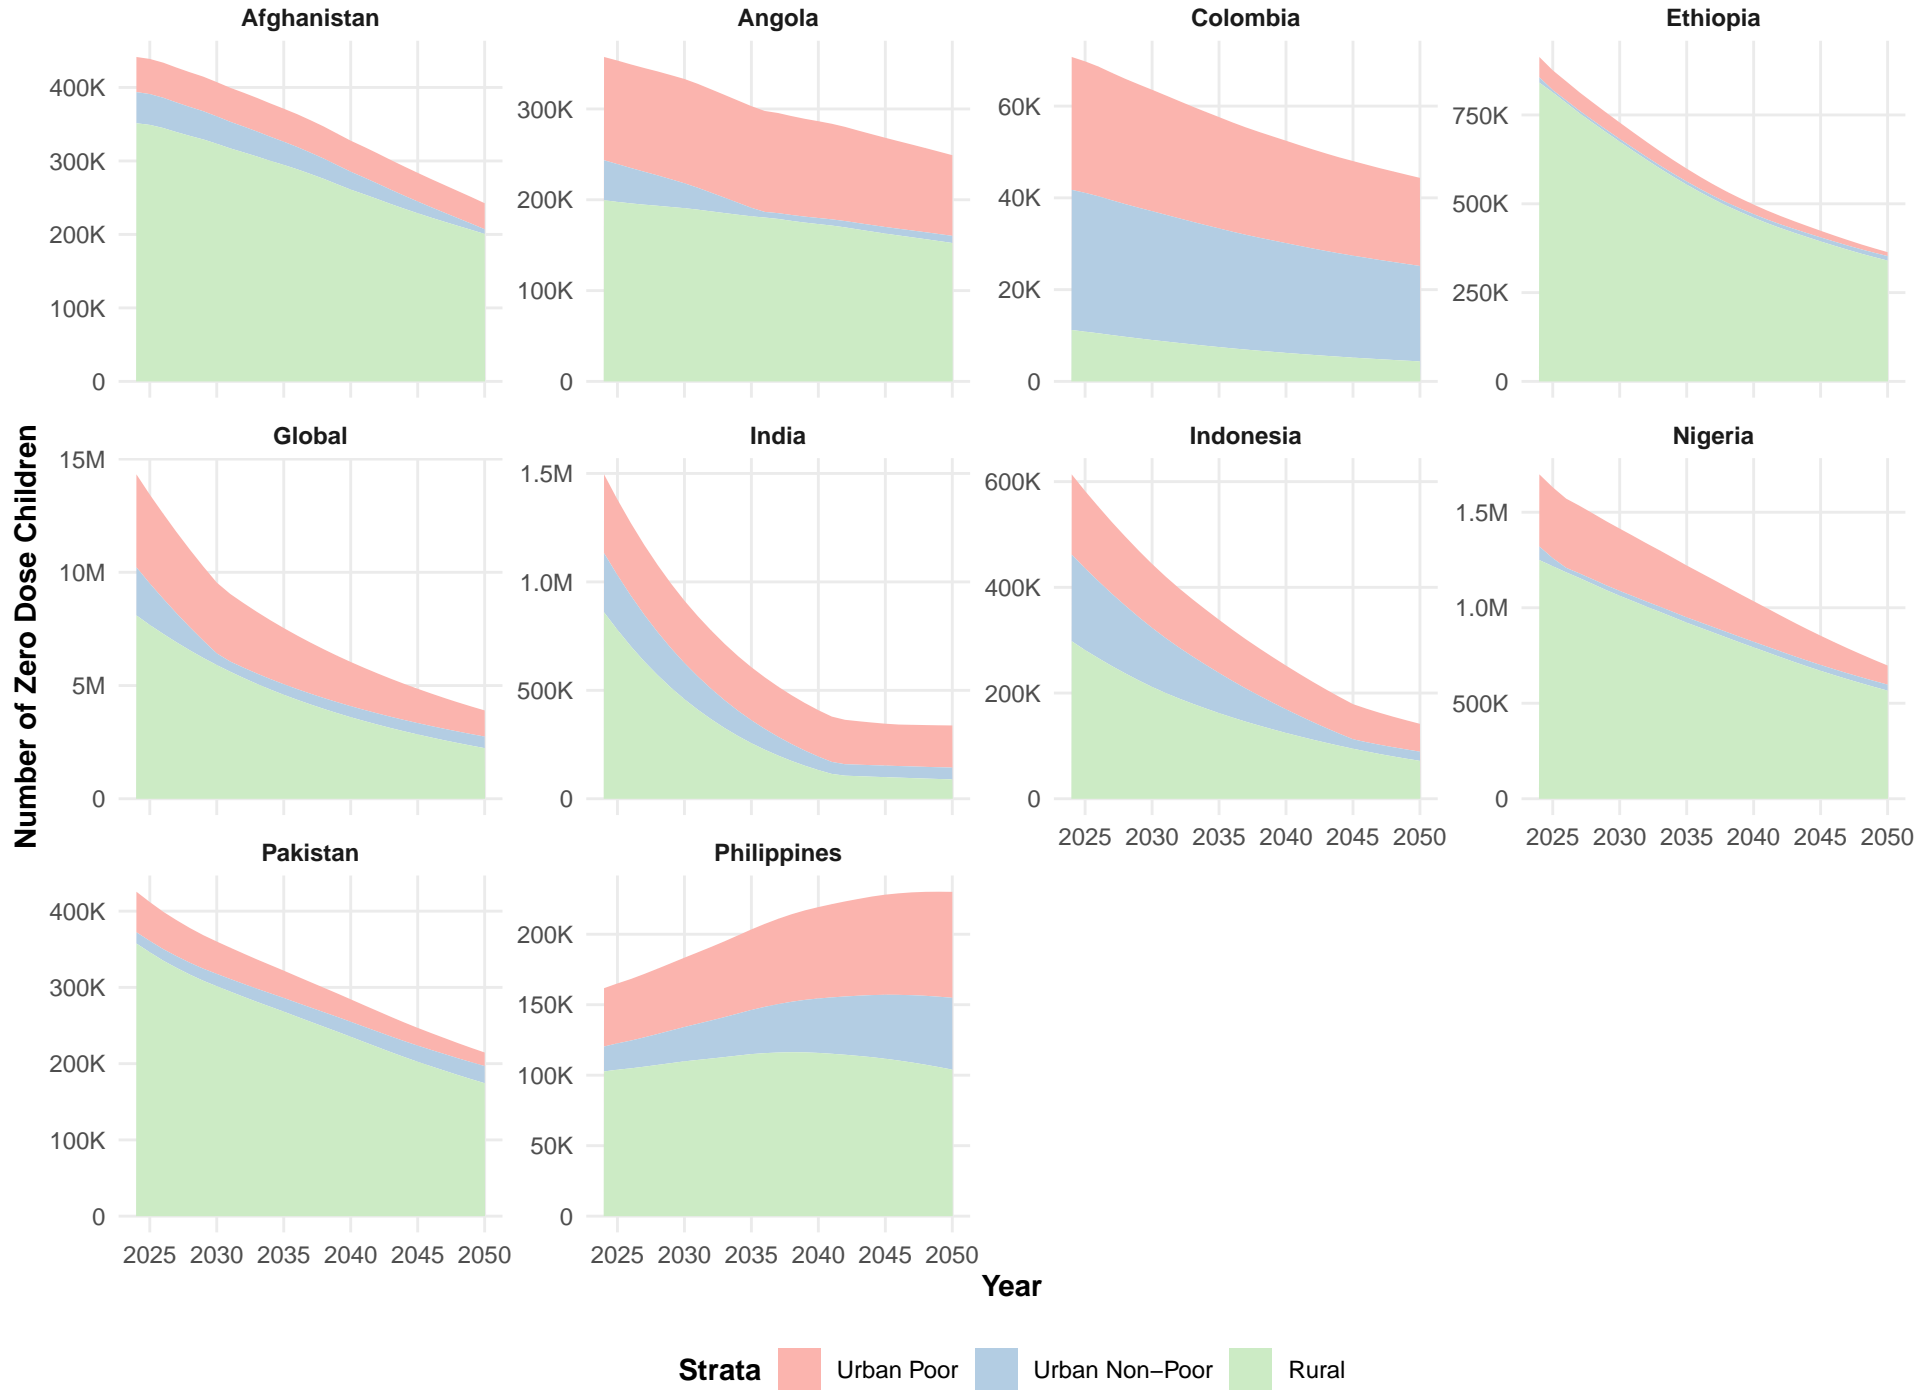 Afghanistan Angola Colombia Ethiopia
400K 300K 200K 100K 0
300K 200K 100K 0
60K 40K 20K 0
750K 500K 250K 0
Number of Zero Dose Children
Global India Indonesia Nigeria
15M 10M 5M 0
1.5M 1.0M 500K 0
600K 400K 200K 0
1.5M 1.0M 500K 0
2025 2030 2035 2040 2045 2050
2025 2030 2035 2040 2045 2050
Pakistan Philippines
400K 300K 200K 100K 0
200K 150K 100K 50K 0
2025 2030 2035 2040 2045 2050
2025 2030 2035 2040 2045 2050
Year
Strata Urban Poor Urban Non−Poor Rural